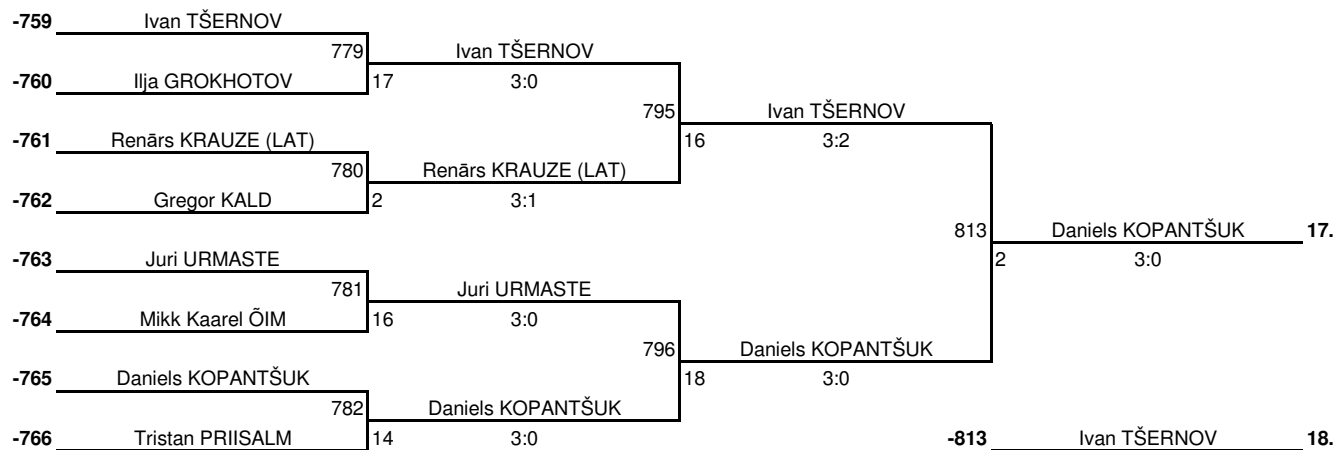 -759 Ivan TŠERNOV
779 Ivan TŠERNOV
-760 Ilja GROKHOTOV 17 3:0
795 Ivan TŠERNOV
-761 Renārs KRAUZE (LAT) 16 3:2
780 Renārs KRAUZE (LAT)
-762 Gregor KALD 2 3:1
813 Daniels KOPANTŠUK 17.
-763 Juri URMASTE 2 3:0
781 Juri URMASTE
-764 Mikk Kaarel ÕIM 16 3:0
796 Daniels KOPANTŠUK
-765 Daniels KOPANTŠUK 18 3:0
782 Daniels KOPANTŠUK
-766 Tristan PRIISALM 14 3:0 -813 Ivan TŠERNOV 18.